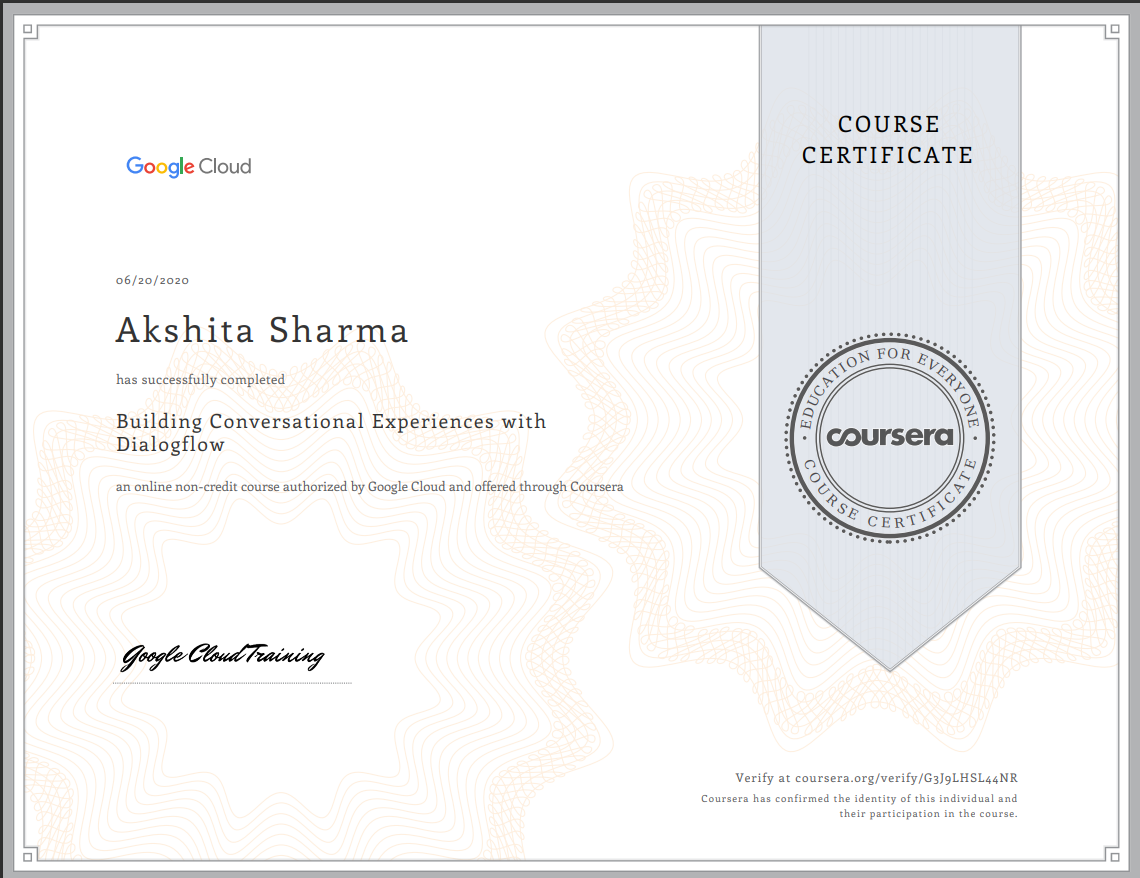 COURSE
CERTIFICATE
Google Cloud
06/20/2020
Akshita Sharma
has successfully completed
Building Conversational Experiences with
Dialogflow
an online non-credit course authorized by Google Cloud and offered through Coursera
EDUCATION FOR EVERYONE
coursera
COURSE CERTIFICATE
Google Cloud Training
Verify at coursera.org/verify/G3J9LHSL44NR
Coursera has confirmed the identity of this individual and
their participation in the course.